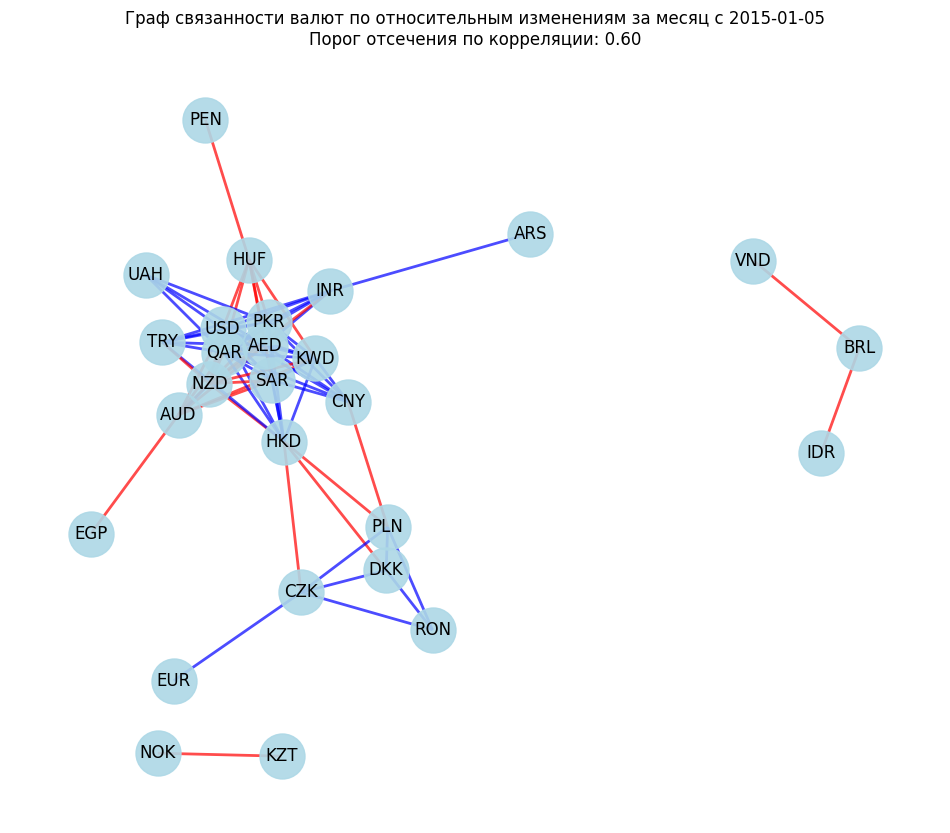 Граф связанности валют по относительным изменениям за месяц с 2015-01-05
Порог отсечения по корреляции: 0.60
PEN
ARS
HUF
VND
UAH
INR
PKR
USD
TRY
AED
BRL
QAR
KWD
SAR
NZD
CNY
AUD
HKD
IDR
PLN
EGP
DKK
CZK
RON
EUR
NOK
KZT